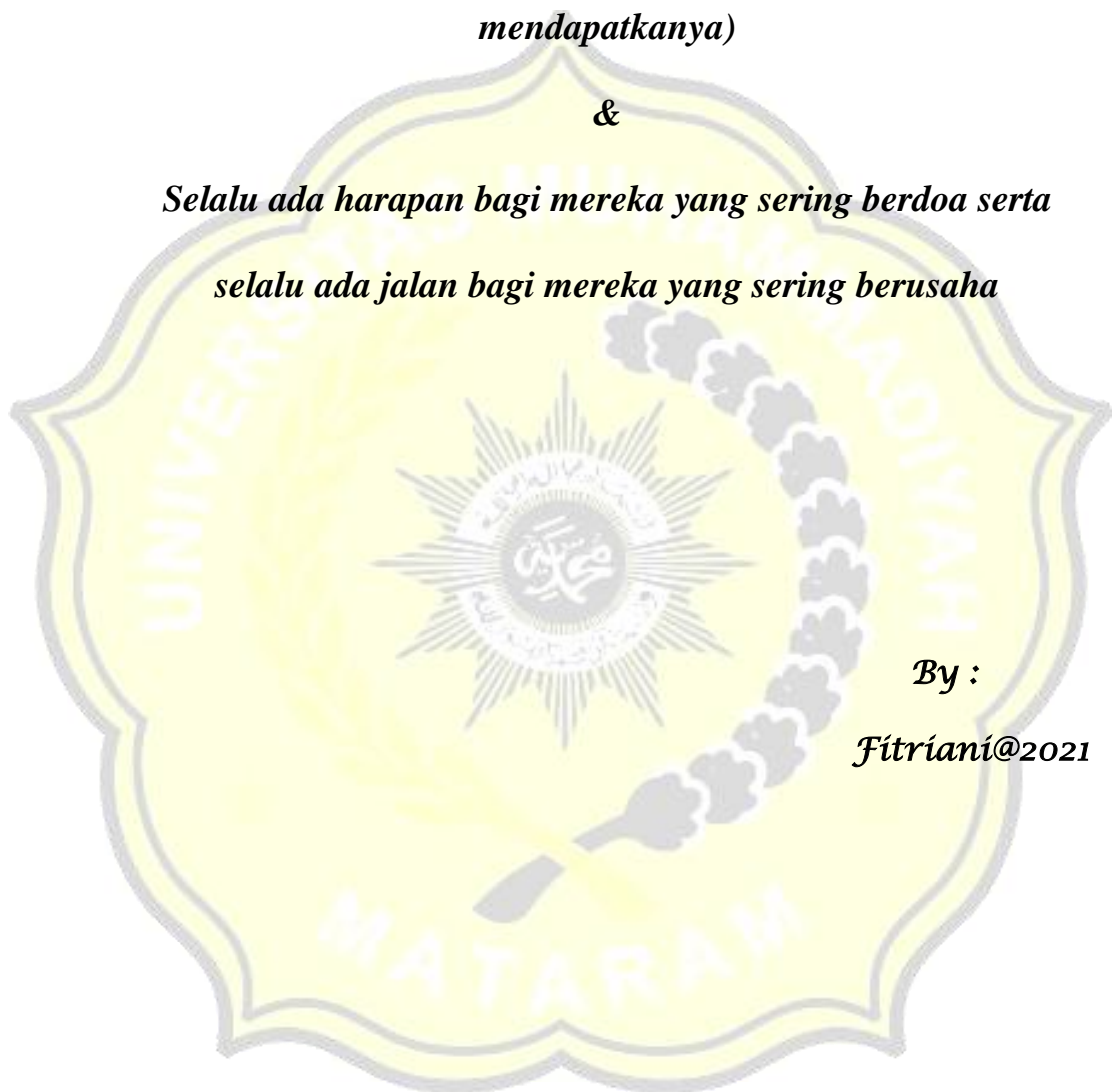 mendapatkanya)
&
Selalu ada harapan bagi mereka yang sering berdoa serta
selalu ada jalan bagi mereka yang sering berusaha
UNIVERSITAS MUHAMMADIYAH
By :
Fitriani@2021
MATARAM